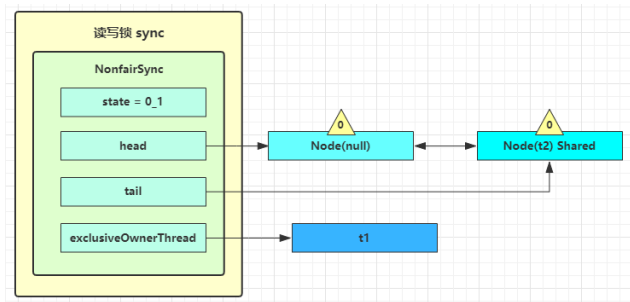 读写锁 sync
NonfairSync
state = 0_1
head
tail
exclusiveOwnerThread
0
Node(null)
0
Node(t2) Shared
t1